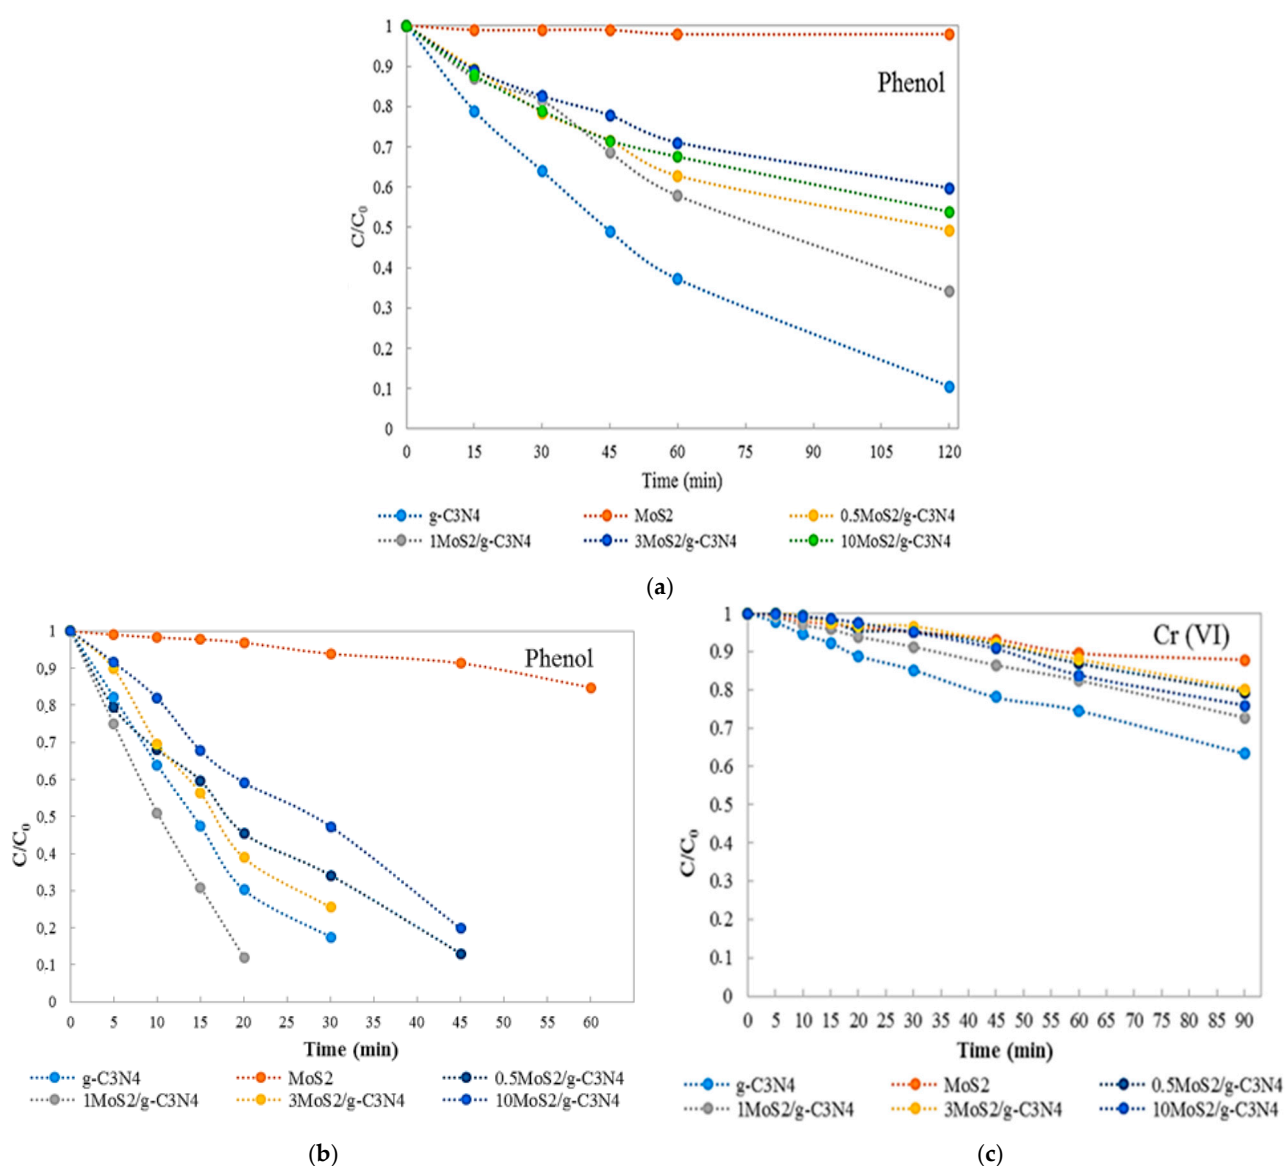 1
0.9
0.8
0.7
0.6
0.5
0.4
0.3
0.2
0.1
0
C/C0
Phenol
0 15 30 45 60 75 90 105 120
Time (min)
g-C3N4 MoS2 0.5MoS2/g-C3N4
1MoS2/g-C3N4 3MoS2/g-C3N4 10MoS2/g-C3N4
(a)
1
0.9
0.8
0.7
0.6
0.5
0.4
0.3
0.2
0.1
0
C/C0
Phenol
0 5 10 15 20 25 30 35 40 45 50 55 60
Time (min)
g-C3N4 MoS2 0.5MoS2/g-C3N4
1MoS2/g-C3N4 3MoS2/g-C3N4 10MoS2/g-C3N4
(b)
1
0.9
0.8
0.7
0.6
0.5
0.4
0.3
0.2
0.1
0
C/C0
Cr (VI)
0 5 10 15 20 25 30 35 40 45 50 55 60 65 70 75 80 85 90
Time (min)
g-C3N4 MoS2 0.5MoS2/g-C3N4
1MoS2/g-C3N4 3MoS2/g-C3N4 10MoS2/g-C3N4
(c)